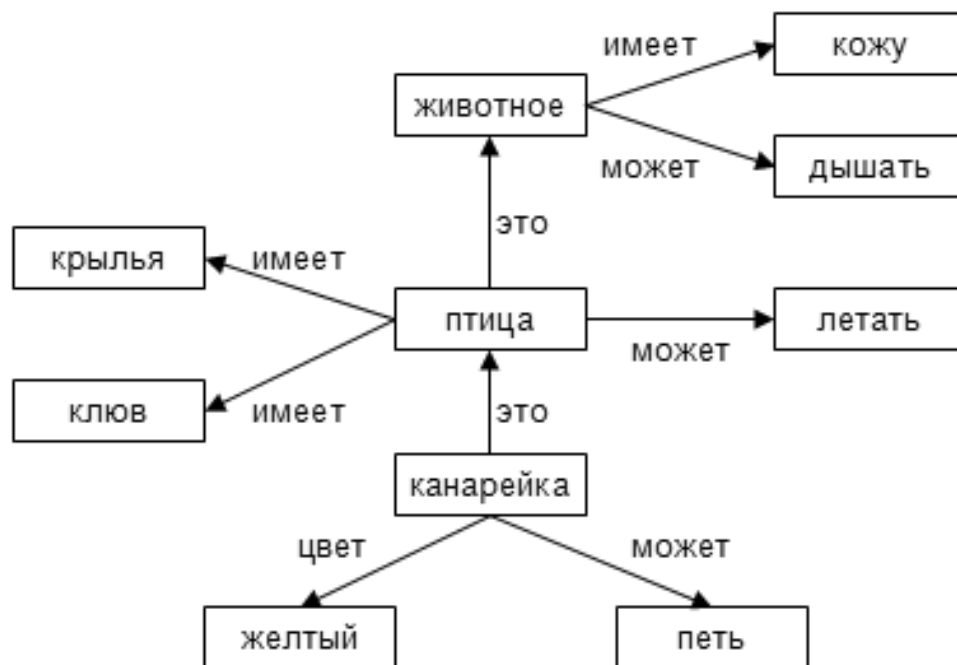 имеет
кожу
животное
может
дышать
это
крылья
имеет
птица
может
летать
клюв
имеет
это
канарейка
цвет
может
желтый
петь